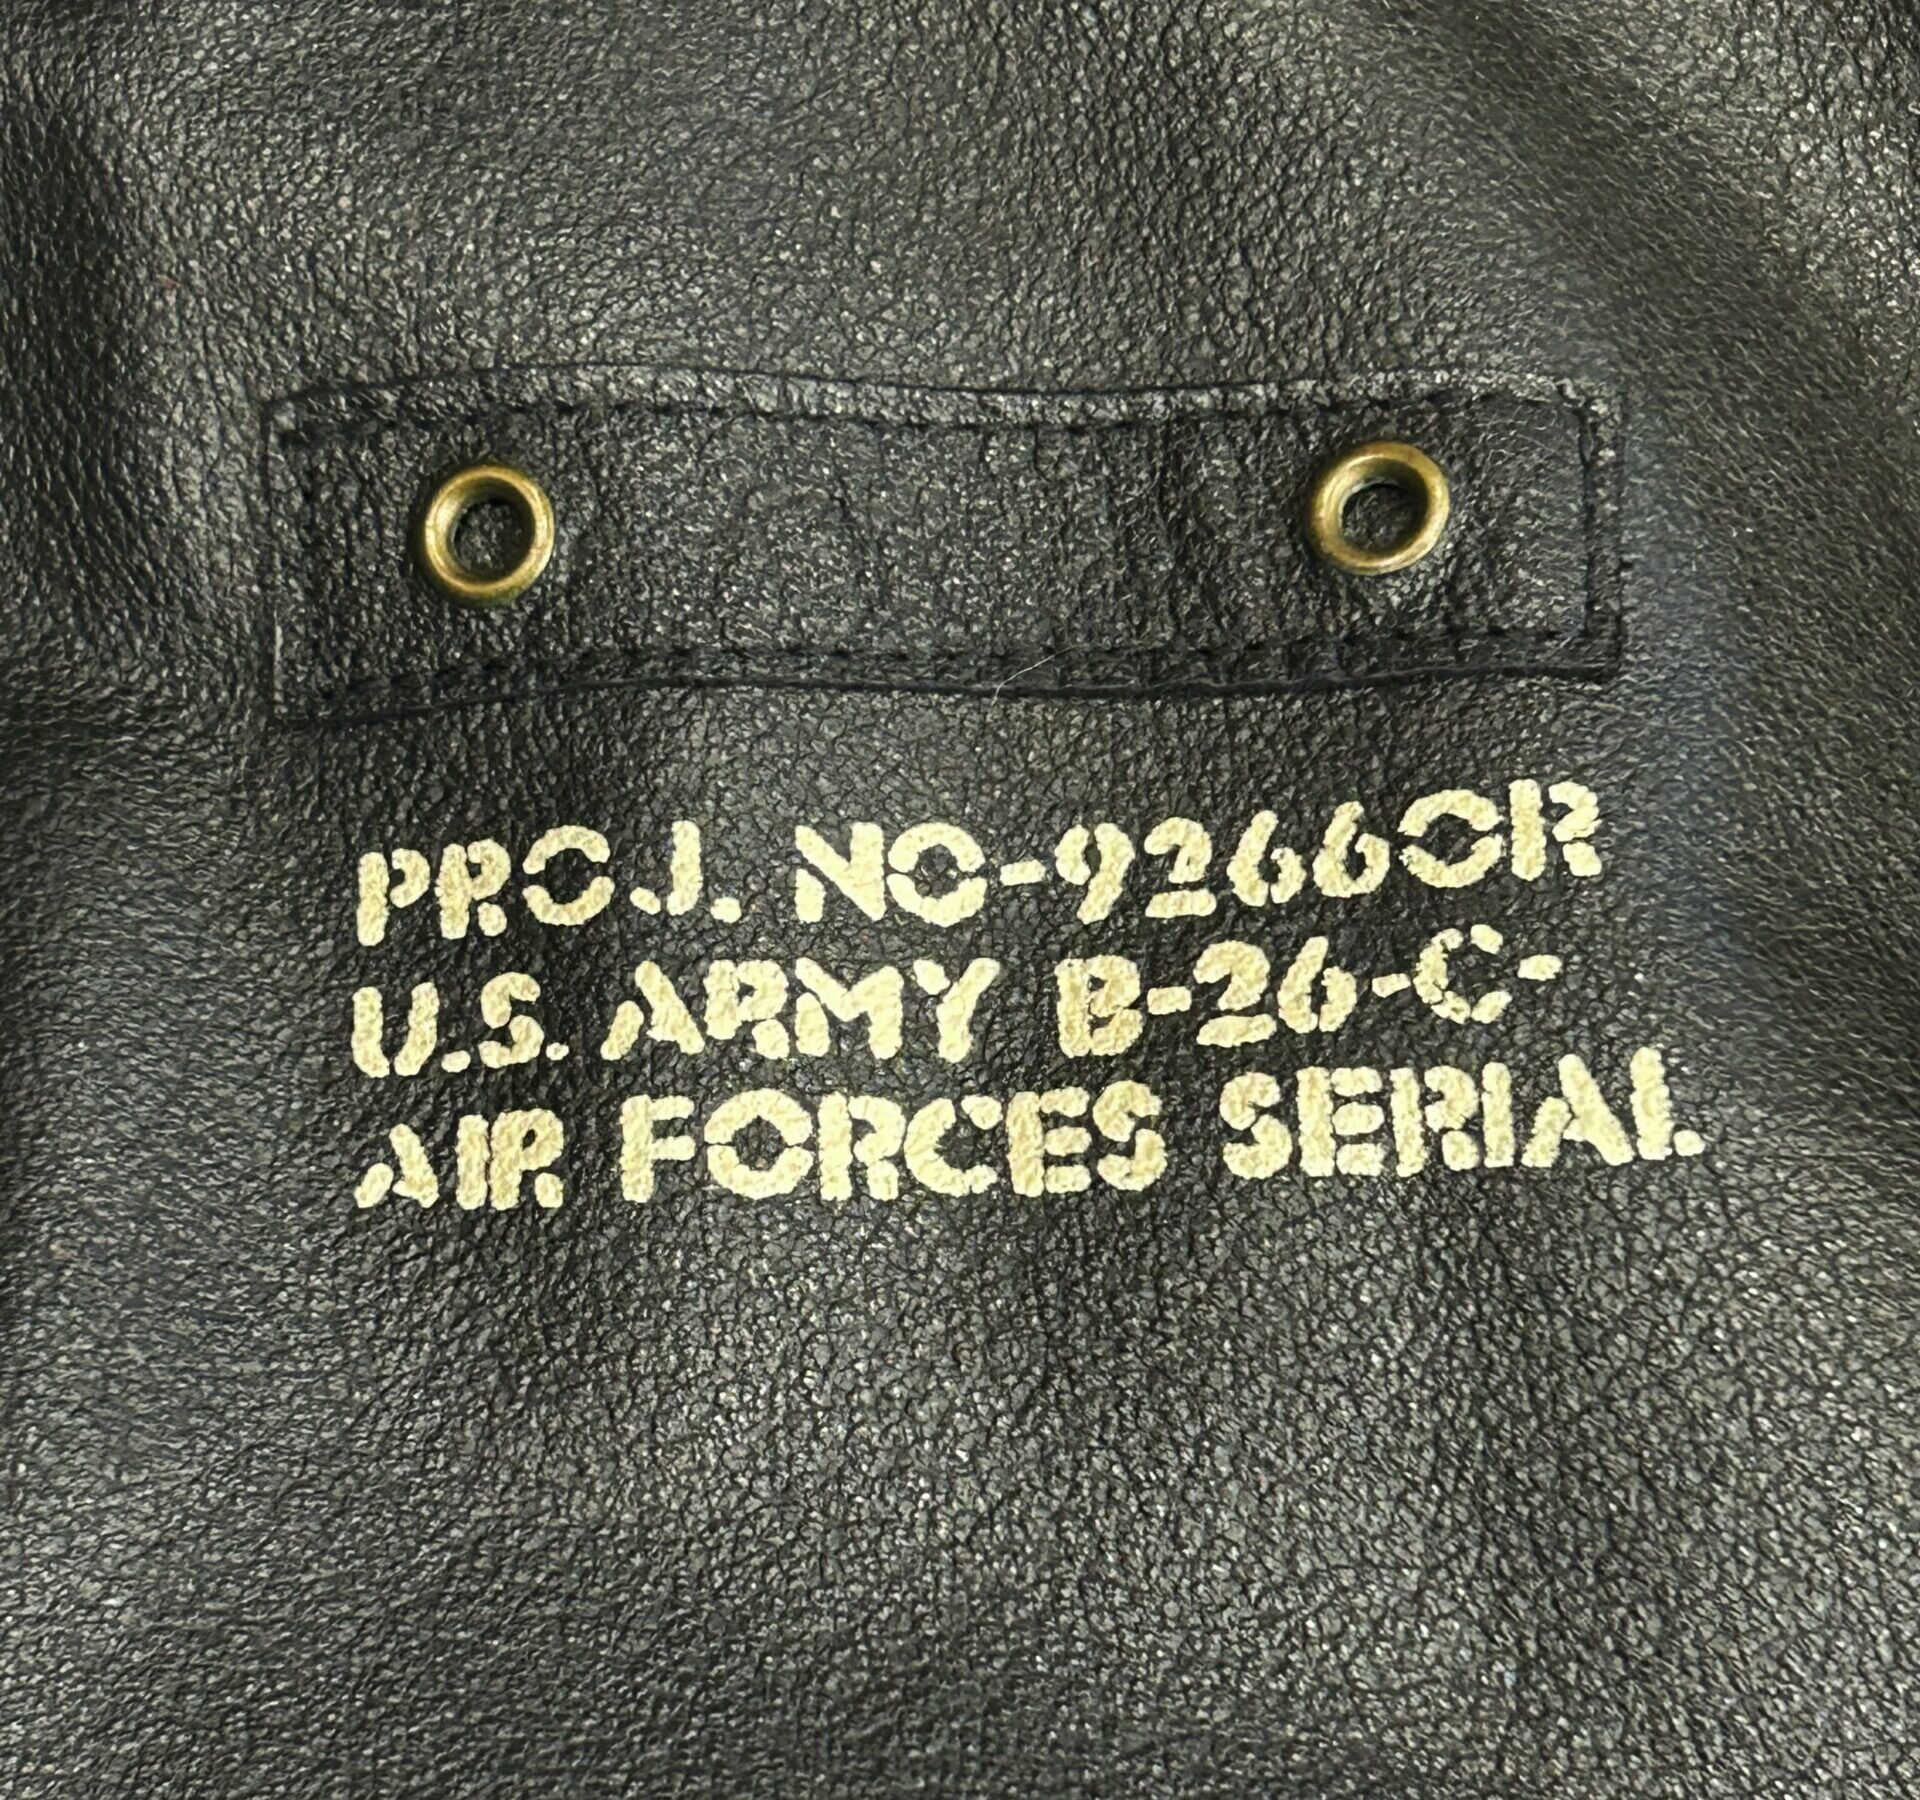 PROJ. NO-92660R
U.S. ARMY B-26-C-
AIR FORCES SERIAL